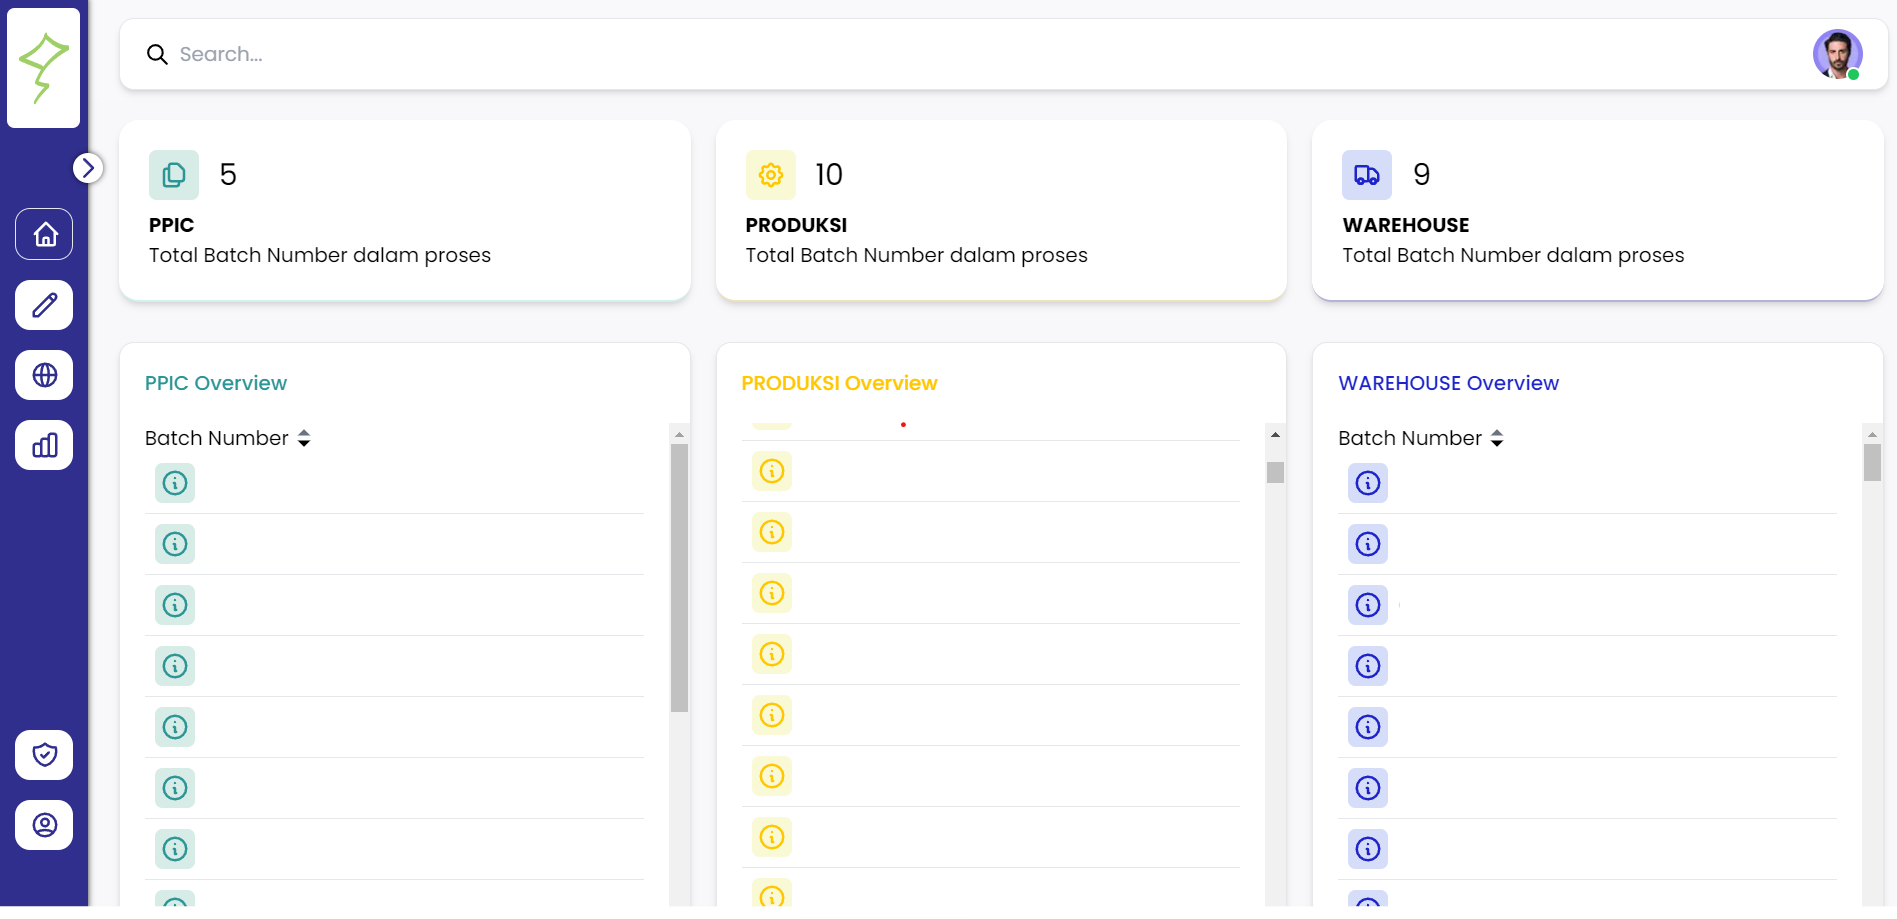 Search...
5
PPIC
Total Batch Number dalam proses
10
PRODUKSI
Total Batch Number dalam proses
9
WAREHOUSE
Total Batch Number dalam proses
PPIC Overview
Batch Number
PRODUKSI Overview
WAREHOUSE Overview
Batch Number